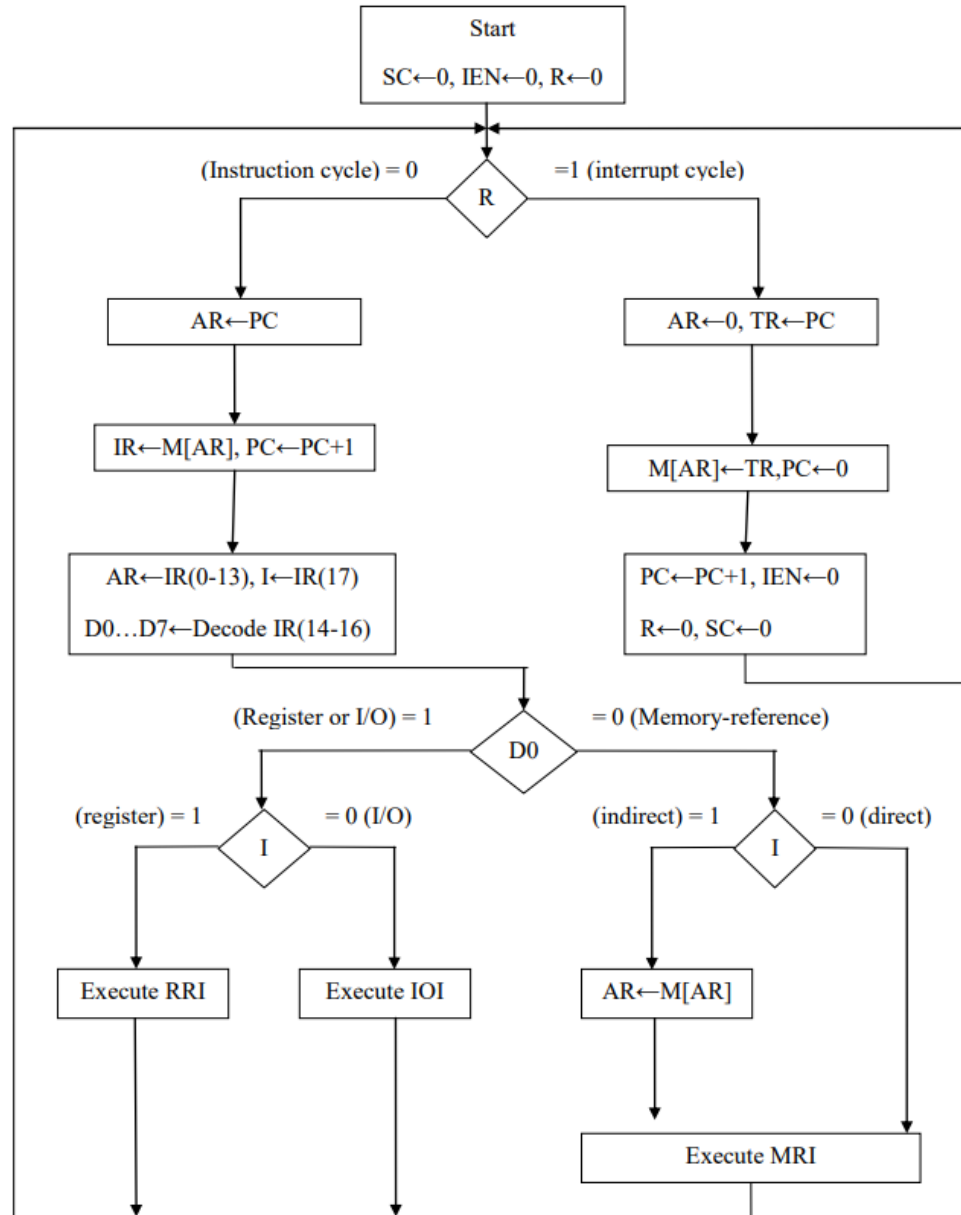 Start
SC←0, IEN←0, R←0
(Instruction cycle) = 0
=1 (interrupt cycle)
R
AR←PC
AR←0, TR←PC
IR←M[AR], PC←PC+1
M[AR]←TR,PC←0
AR←IR(0-13), I←IR(17)
D0…D7←Decode IR(14-16)
PC←PC+1, IEN←0
R←0, SC←0
(Register or I/O) = 1
= 0 (Memory-reference)
D0
(register) = 1
= 0 (I/O)
I
(indirect) = 1
= 0 (direct)
I
Execute RRI
Execute IOI
AR←M[AR]
Execute MRI